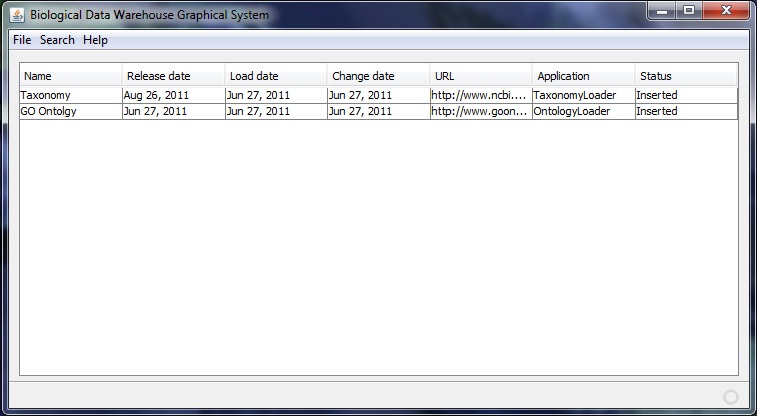 Biological Data Warehouse Graphical System
File Search Help
Name Release date Load date Change date URL Application Status
Taxonomy Aug 26, 2011 Jun 27, 2011 Jun 27, 2011 http://www.ncbi.... TaxonomyLoader Inserted
GO Ontolgy Jun 27, 2011 Jun 27, 2011 Jun 27, 2011 http://www.goon... OntologyLoader Inserted